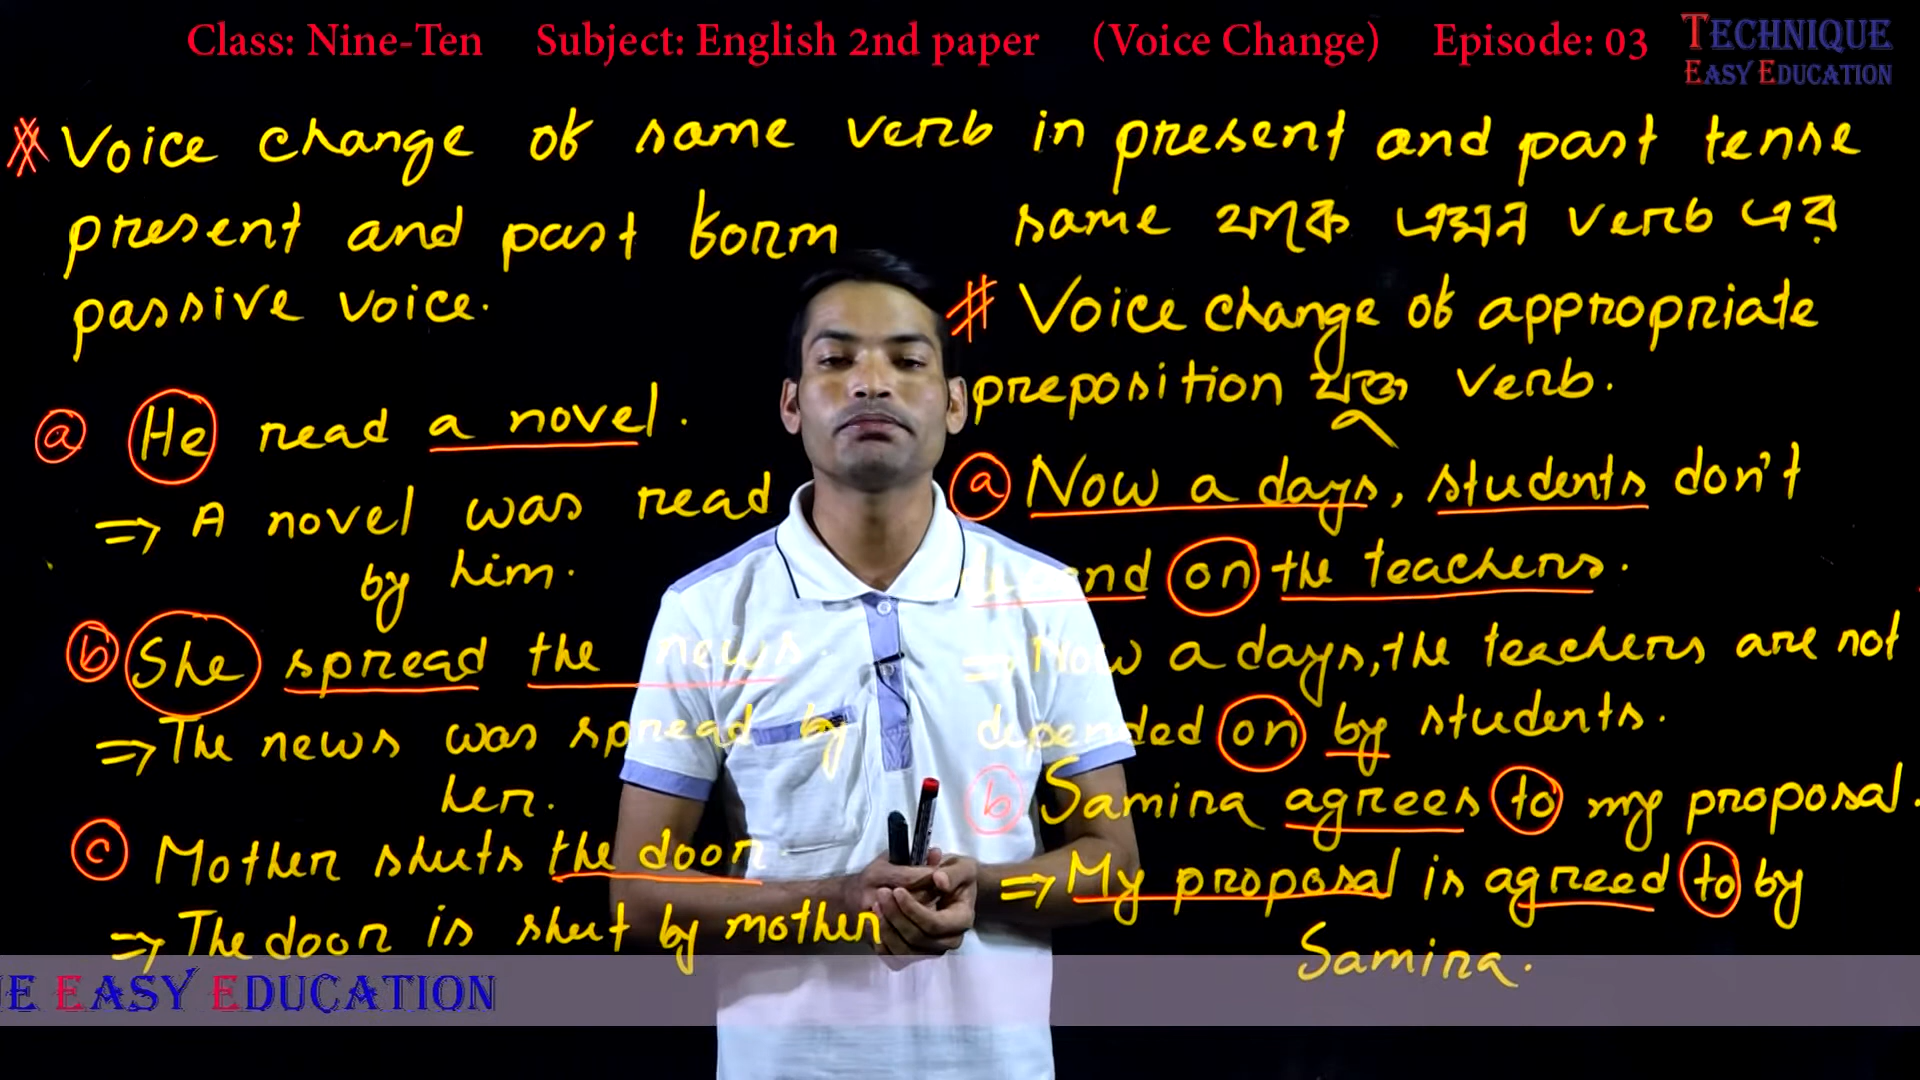 Class: Nine-Ten Subject: English 2nd paper (Voice Change) Episode: 03
TECHNIQUE
EASY EDUCATION
Voice change of same verb in present and past tense
present and past form same থাকে এমন verb এর
passive voice.
# Voice change of appropriate
preposition যুক্ত verb.
a He read a novel.
⇒ A novel was read
by him.
b She spread the news.
⇒ The news was spread by
her.
c Mother shuts the door
⇒ The door is shut by mother
a Now a days, students don't
depend on the teachers.
⇒ Now a days, the teachers are not
depended on by students.
b Samira agrees to my proposal.
⇒ My proposal is agreed to by
Samira.
UE EASY EDUCATION